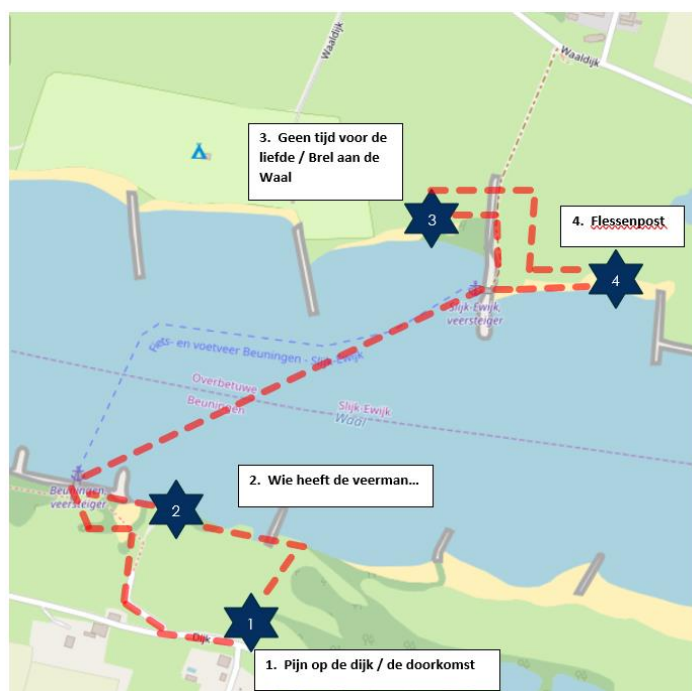 Waaldijk
Waaldijk
3. Geen tijd voor de
liefde / Brel aan de
Waal
3
4. Flessenpost
4
Slijk-Ewijk,
veersteiger
Fiets- en voetveer Beuningen - Slijk-Ewijk
Overbetuwe
Beuningen
Slijk-Ewijk
Waal
2. Wie heeft de veerman...
Beuningen,
veersteiger
2
1
Dijk
1. Pijn op de dijk / de doorkomst